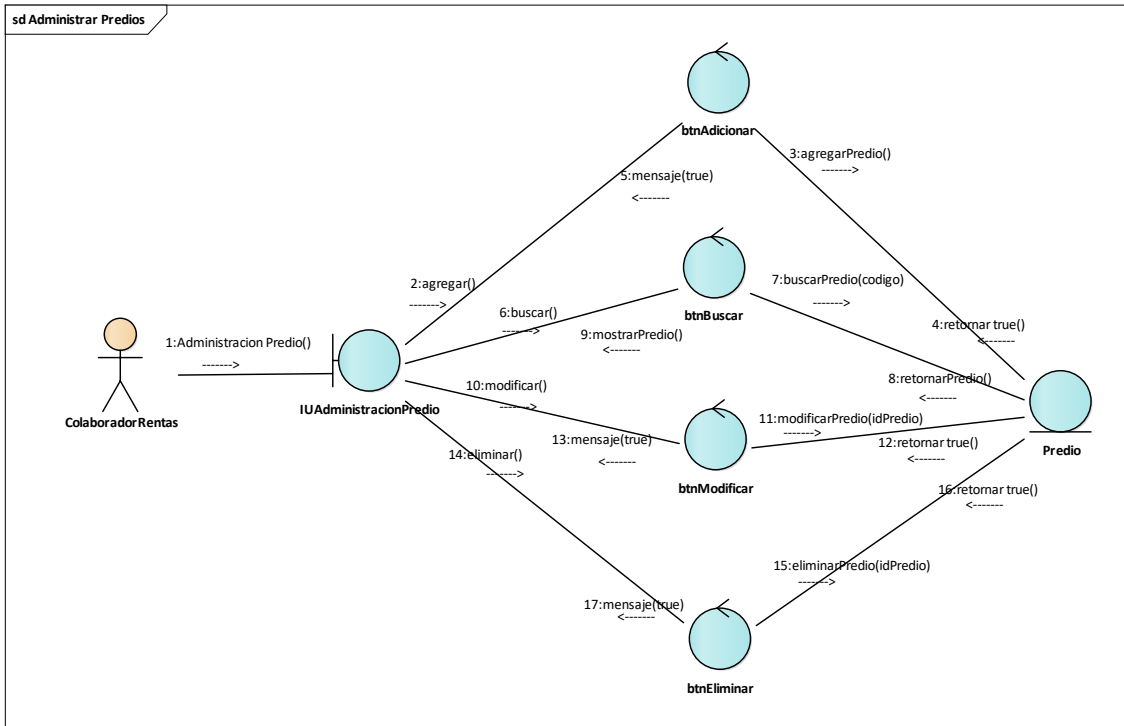 sd Administrar Predios
btnAdicionar
3:agregarPredio()
------->
5:mensaje(true)
<-------
2:agregar()
------->
btnBuscar
7:buscarPredio(codigo)
------->
6:buscar()
------->
9:mostrarPredio()
<-------
4:retornar true()
<-------
1:Administracion Predio()
------->
ColaboradorRentas
IUAdministracionPredio
10:modificar()
------->
8:retornarPredio()
<-------
11:modificarPredio(idPredio)
------->
12:retornar true()
<-------
13:mensaje(true)
<-------
14:eliminar()
------->
btnModificar
Predio
16:retornar true()
<-------
15:eliminarPredio(idPredio)
------->
17:mensaje(true)
<-------
btnEliminar